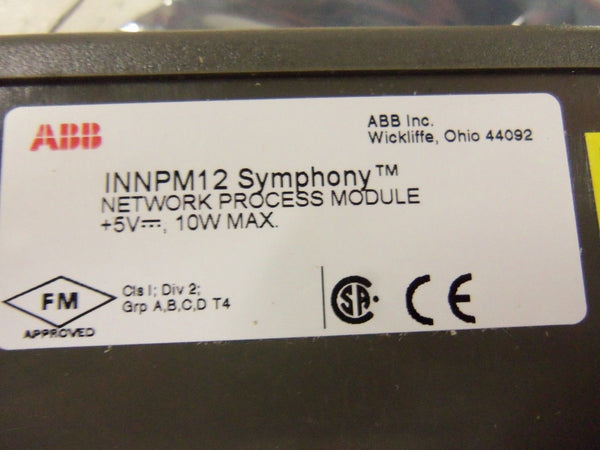 ABB
ABB Inc.
Wickliffe, Ohio 44092
INNPM12 Symphony™
NETWORK PROCESS MODULE
+5V⎓, 10W MAX.
FM
APPROVED
Cls I; Div 2;
Grp A,B,C,D T4
SA
CE